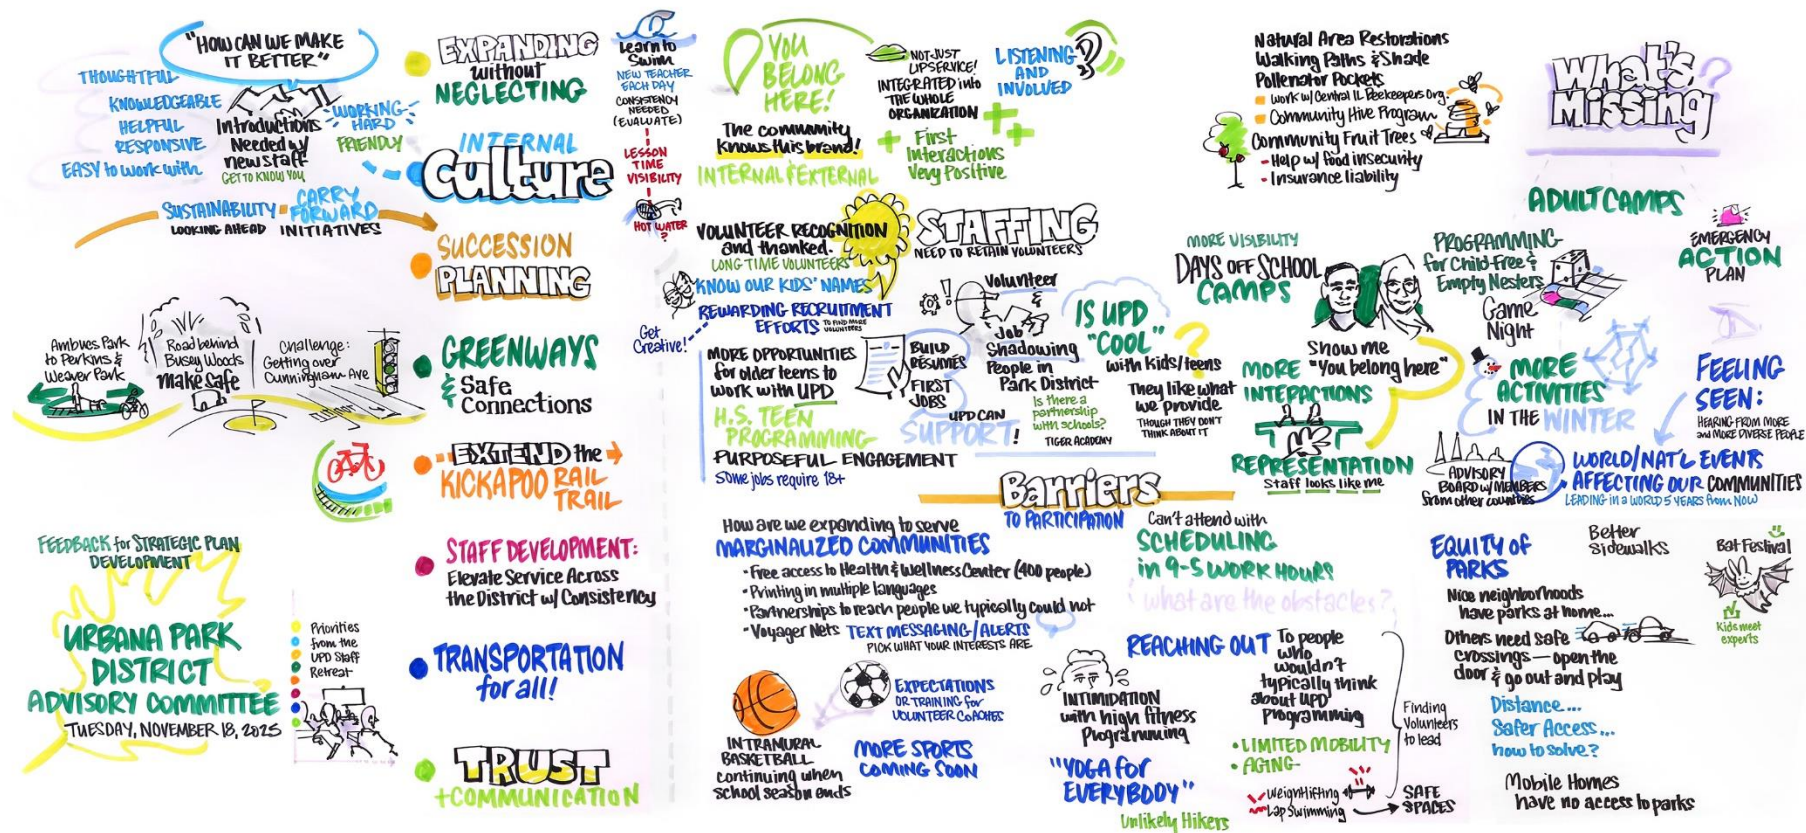 "HOW CAN WE MAKE
IT BETTER"
THOUGHTFUL
KNOWLEDGEABLE
HELPFUL
RESPONSIVE
EASY to work with
Introductions
Needed w/
new staff
GET TO KNOW YOU
WORKING
HARD
FRIENDLY
SUSTAINABILITY
LOOKING AHEAD
CARRY
FORWARD
INITIATIVES
Ambucs Park
to Perkins &
Weaver Park
Road behind
Busey Woods
make safe
Challenge:
Getting over
Cunningham Ave
FEEDBACK for STRATEGIC PLAN
DEVELOPMENT
URBANA PARK
DISTRICT
ADVISORY COMMITTEE
TUESDAY, NOVEMBER 18, 2025
Priorities
from the
UPD Staff
Retreat
EXPANDING
without
NEGLECTING
INTERNAL
Culture
SUCCESSION
PLANNING
GREENWAYS
& Safe
Connections
EXTEND the
KICKAPOO RAIL
TRAIL
STAFF DEVELOPMENT:
Elevate Service Across
the District w/ Consistency
TRANSPORTATION
for all!
TRUST
+COMMUNICATION
Learn to
Swim
NEW TEACHER
EACH DAY
CONSISTENCY
NEEDED
(EVALUATE)
LESSON
TIME
VISIBILITY
HOT WATER
?
YOU
BELONG
HERE!
The community
knows this brand!
INTERNAL & EXTERNAL
NOT JUST
LIPSERVICE!
INTEGRATED into
THE WHOLE
ORGANIZATION
First
Interactions
Very Positive
LISTENING
AND
INVOLVED
VOLUNTEER RECOGNITION
and thanked.
LONG TIME VOLUNTEERS
STAFFING
NEED TO RETAIN VOLUNTEERS
KNOW OUR KIDS' NAMES
REWARDING RECRUITMENT
EFFORTS TO FIND MORE
VOLUNTEERS
Get
Creative!
MORE OPPORTUNITIES
for older teens to
work with UPD
H.S. TEEN
PROGRAMMING
PURPOSEFUL ENGAGEMENT
Some jobs require 18+
BUILD
RESUMES
FIRST
JOBS
UPD CAN
SUPPORT!
Volunteer
&
Job
Shadowing
People in
Park District
Is there a
partnership
with schools?
TIGER ACADEMY
IS UPD
"COOL"
?
with kids/teens
They like what
we provide
THOUGH THEY DON'T
THINK ABOUT IT
Barriers
TO PARTICIPATION
How are we expanding to serve
MARGINALIZED COMMUNITIES
• Free access to Health & Wellness Center (400 people)
• Printing in multiple languages
• Partnerships to reach people we typically could not
• Voyager Nets TEXT MESSAGING/ALERTS
PICK WHAT YOUR INTERESTS ARE
INTRAMURAL
BASKETBALL
continuing when
school season ends
EXPECTATIONS
OR TRAINING for
VOLUNTEER COACHES
MORE SPORTS
COMING SOON
INTIMIDATION
with high fitness
Programming
"YOGA for
EVERYBODY"
Unlikely Hikers
Can't attend with
SCHEDULING
in 9-5 WORK HOURS
what are the obstacles?
REACHING OUT To people
who
wouldn't
typically think
about UPD
Programming
• LIMITED MOBILITY
• AGING
Weightlifting
Lap Swimming
SAFE
SPACES
Finding
Volunteers
to lead
Natural Area Restorations
Walking Paths & Shade
Pollenator Pockets
Work w/ Central IL Beekeepers Org.
Community Hive Program
Community Fruit Trees
- Help w/ food insecurity
- Insurance liability
What's
Missing?
ADULT CAMPS
EMERGENCY
ACTION
PLAN
MORE VISIBILITY
DAYS OFF SCHOOL
CAMPS
PROGRAMMING
for Child-Free &
Empty Nesters
Game
Night
Show me
"You belong here"
MORE
INTERACTIONS
REPRESENTATION
Staff looks like me
MORE
ACTIVITIES
IN THE WINTER
FEELING
SEEN:
HEARING FROM MORE
and MORE DIVERSE PEOPLE
ADVISORY
BOARD w/ MEMBERS
from other countries
WORLD/NAT'L EVENTS
AFFECTING OUR COMMUNITIES
LEADING in a WORLD 5 YEARS from NOW
EQUITY of
PARKS
Nice neighborhoods
have parks at home...
Others need safe
crossings — open the
door & go out and play
Distance...
Safer Access...
how to solve?
Mobile Homes
have no access to parks
Better
Sidewalks
Bat Festival
Kids meet
experts